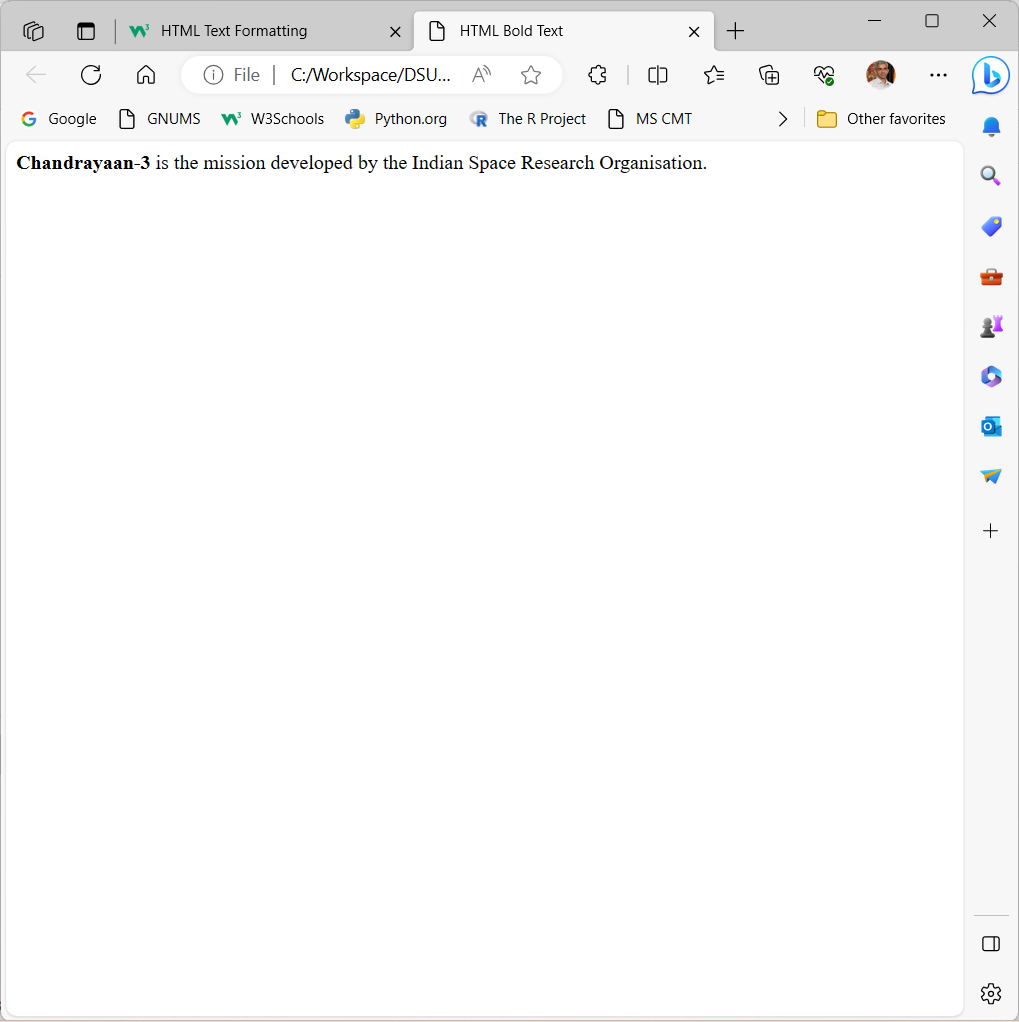 HTML Text Formatting
HTML Bold Text
File
C:/Workspace/DSU...
Google
GNUMS
W3Schools
Python.org
The R Project
MS CMT
Other favorites
Chandrayaan-3 is the mission developed by the Indian Space Research Organisation.